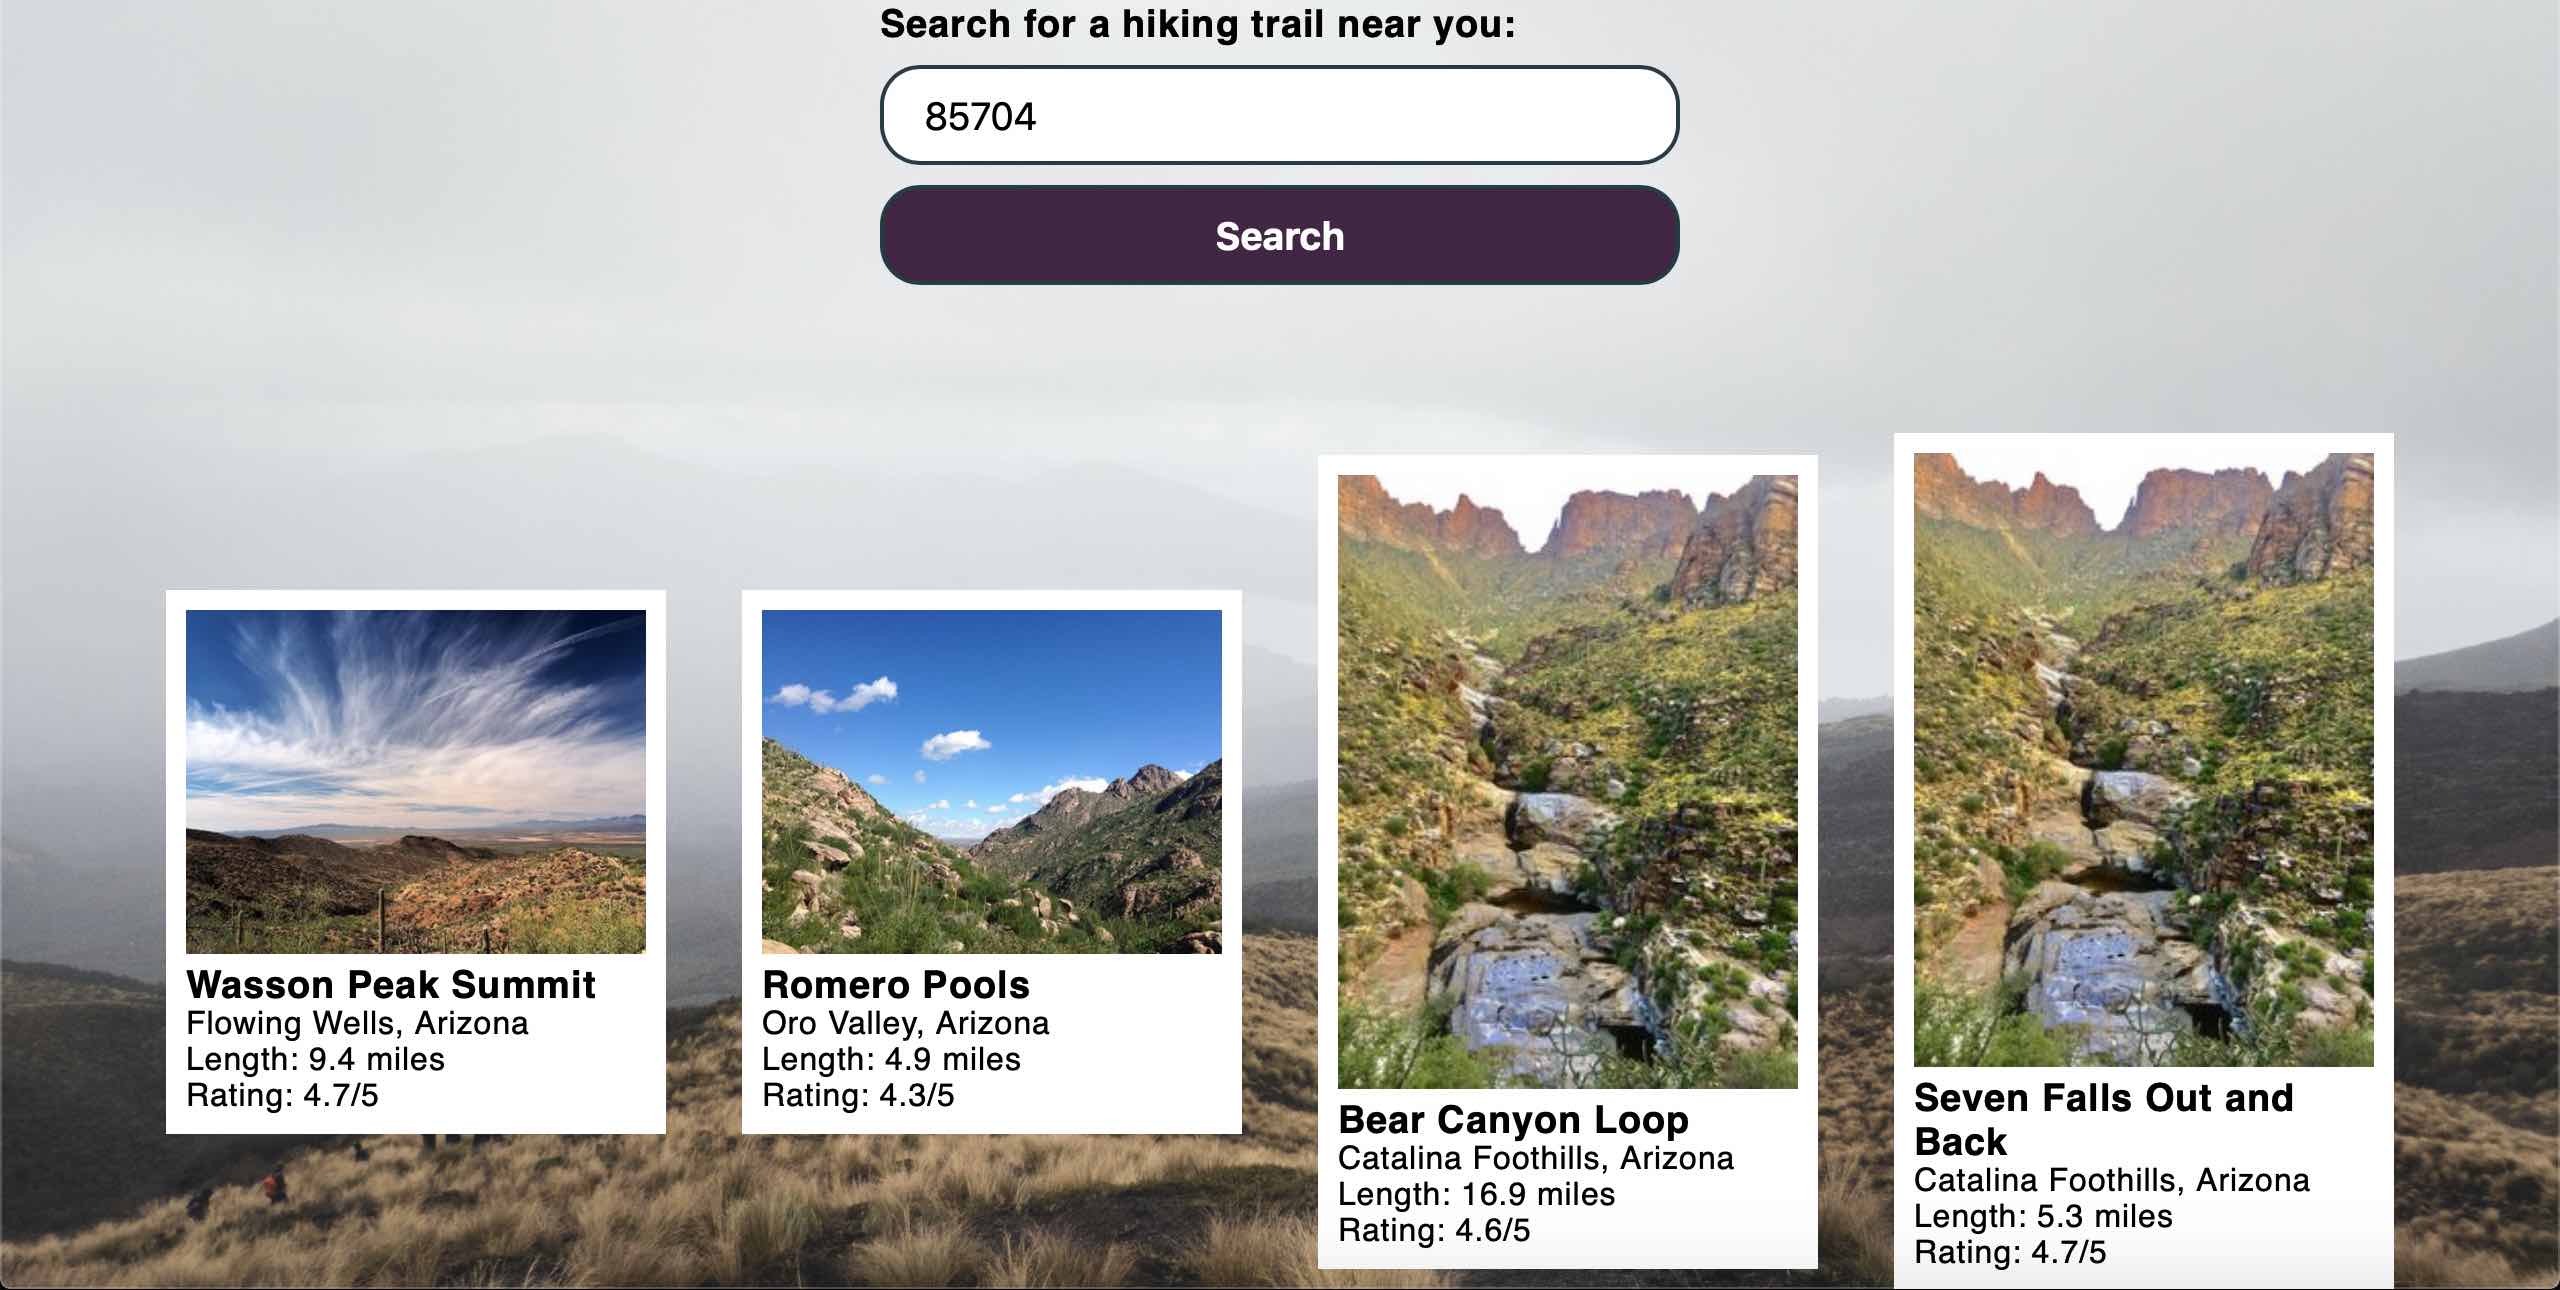 Search for a hiking trail near you:
85704
Search
Wasson Peak Summit
Flowing Wells, Arizona
Length: 9.4 miles
Rating: 4.7/5
Romero Pools
Oro Valley, Arizona
Length: 4.9 miles
Rating: 4.3/5
Bear Canyon Loop
Catalina Foothills, Arizona
Length: 16.9 miles
Rating: 4.6/5
Seven Falls Out and
Back
Catalina Foothills, Arizona
Length: 5.3 miles
Rating: 4.7/5